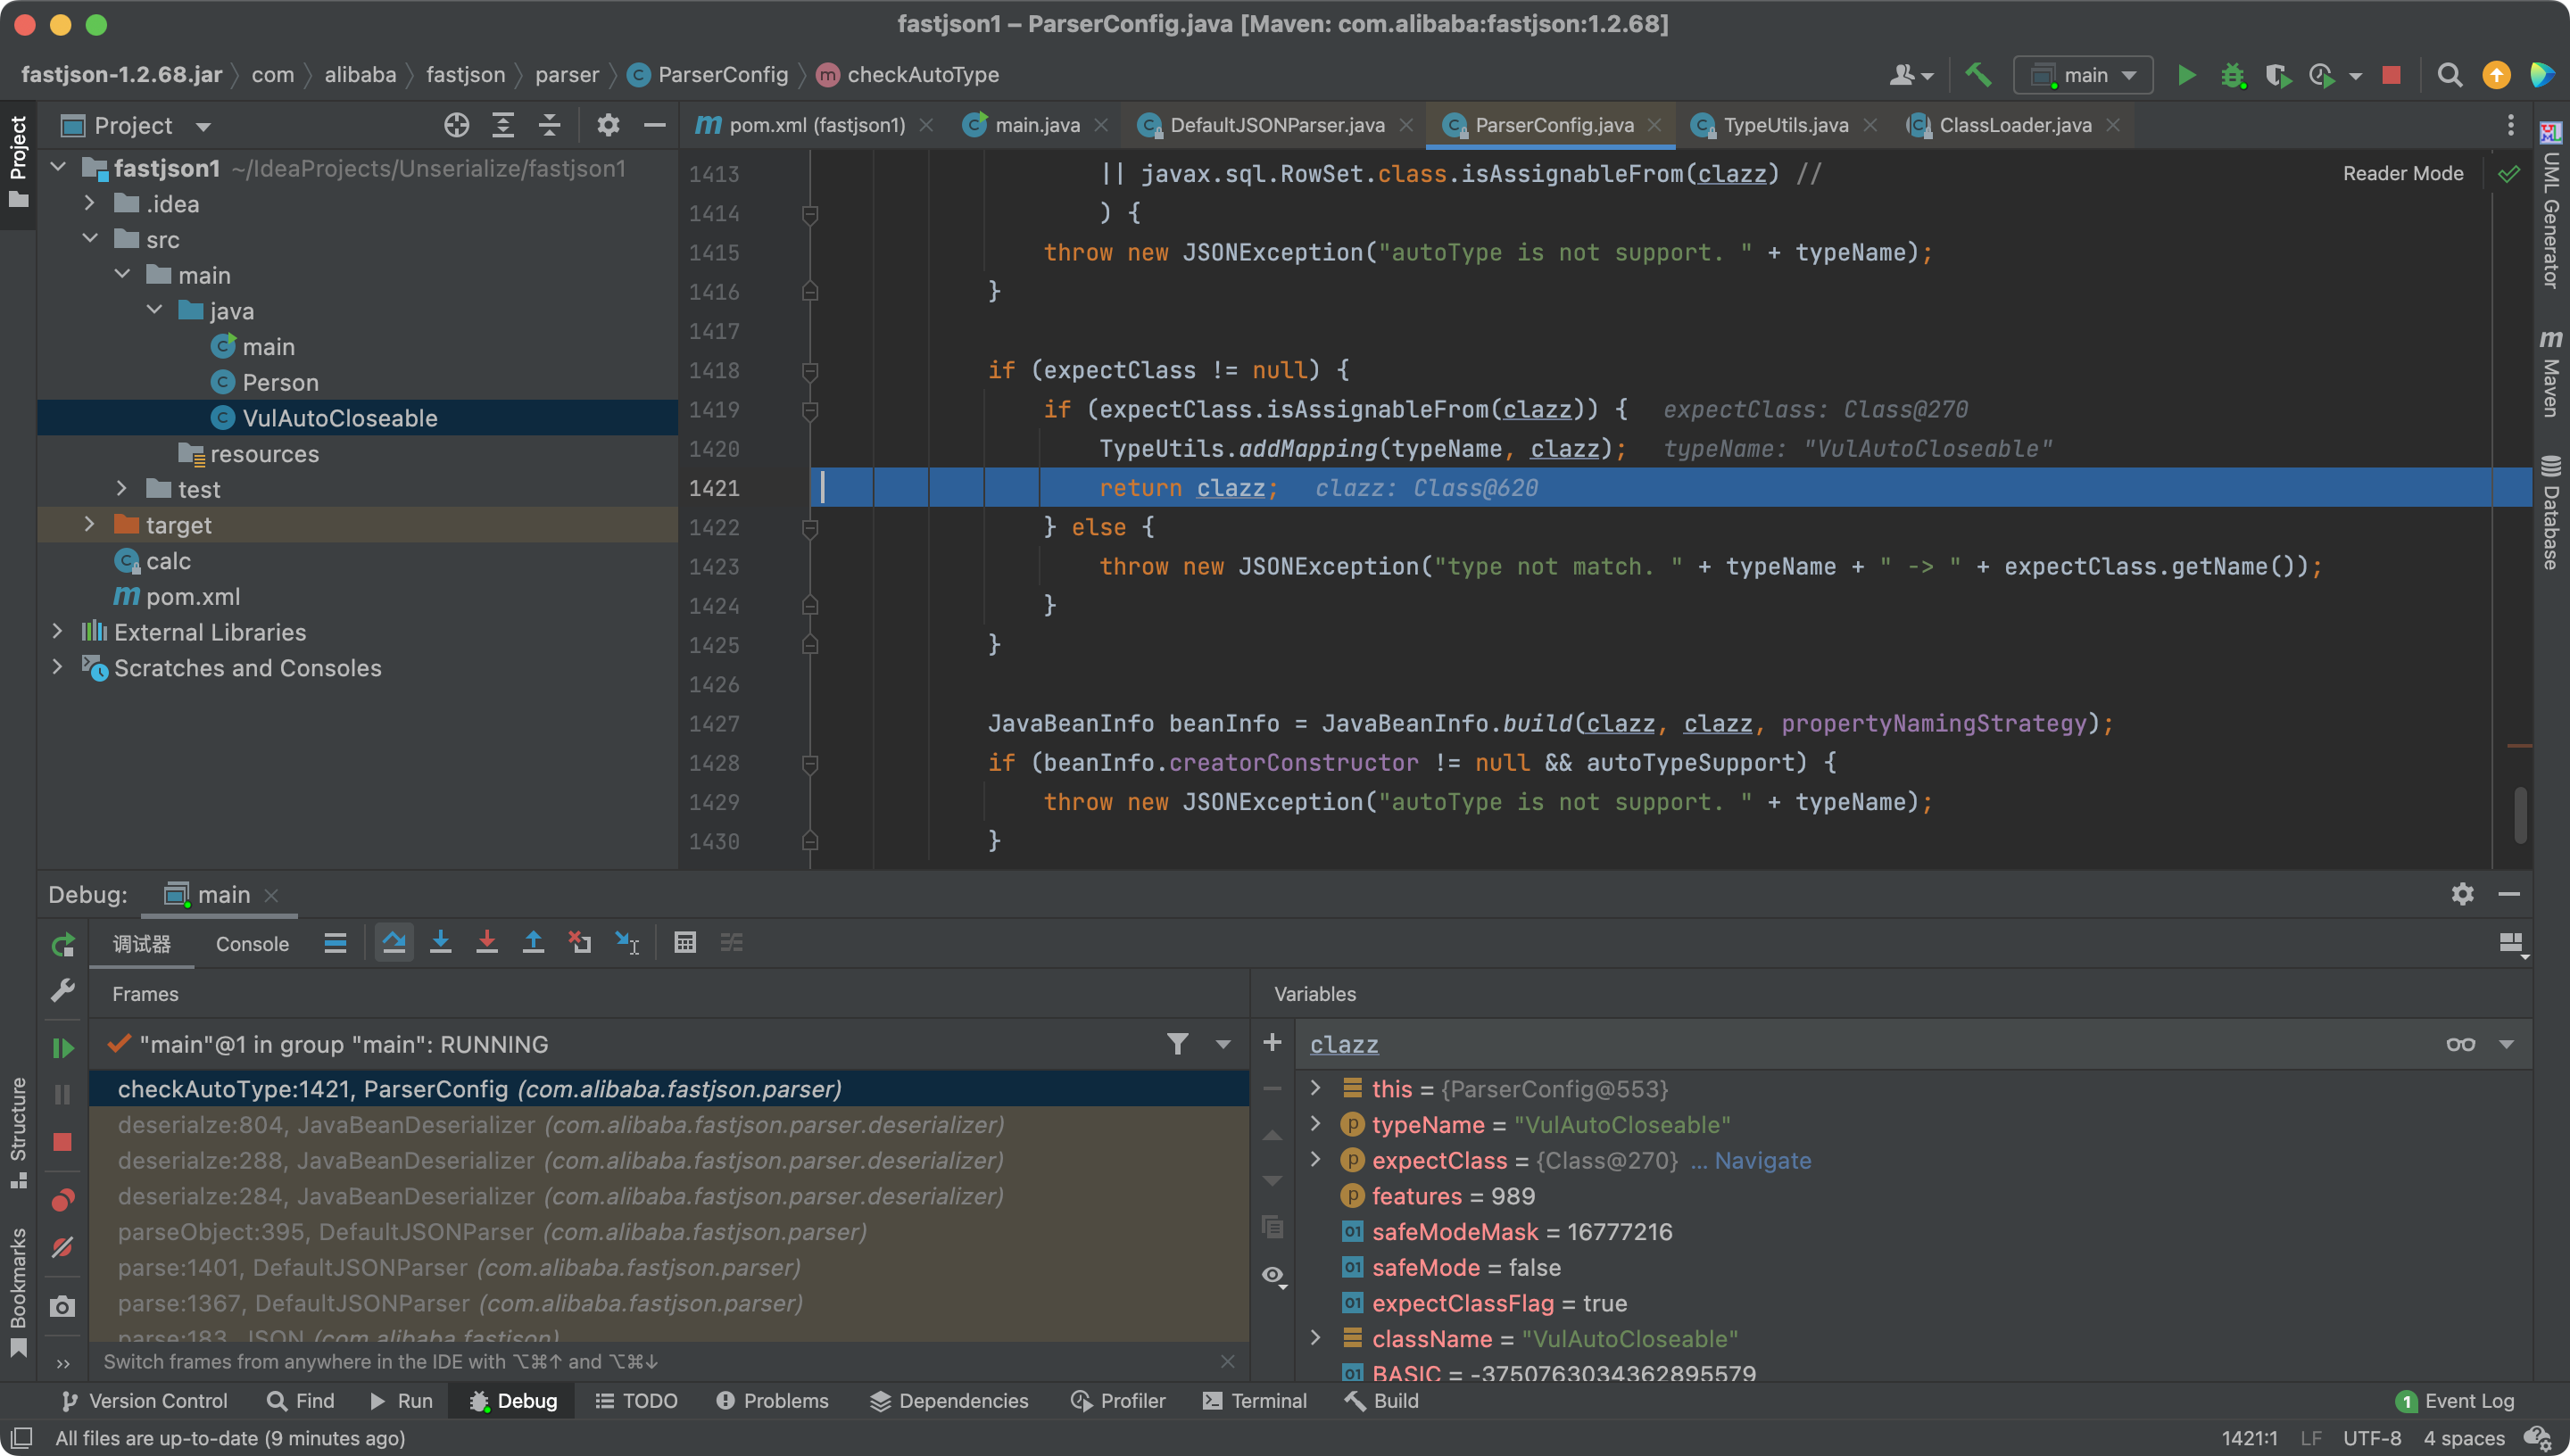 fastjson1 – ParserConfig.java [Maven: com.alibaba:fastjson:1.2.68]
fastjson-1.2.68.jar com alibaba fastjson parser ParserConfig checkAutoType
main
Project
pom.xml (fastjson1) main.java DefaultJSONParser.java ParserConfig.java TypeUtils.java ClassLoader.java
Project
fastjson1 ~/IdeaProjects/Unserialize/fastjson1
.idea
src
main
java
main
Person
VulAutoCloseable
resources
test
target
calc
pom.xml
External Libraries
Scratches and Consoles
Structure
Bookmarks
Reader Mode
1413 || javax.sql.RowSet.class.isAssignableFrom(clazz) //
1414 ) {
1415 throw new JSONException("autoType is not support. " + typeName);
1416 }
1417
1418 if (expectClass != null) {
1419 if (expectClass.isAssignableFrom(clazz)) { expectClass: Class@270
1420 TypeUtils.addMapping(typeName, clazz); typeName: "VulAutoCloseable"
1421 return clazz; clazz: Class@620
1422 } else {
1423 throw new JSONException("type not match. " + typeName + " -> " + expectClass.getName());
1424 }
1425 }
1426
1427 JavaBeanInfo beanInfo = JavaBeanInfo.build(clazz, clazz, propertyNamingStrategy);
1428 if (beanInfo.creatorConstructor != null && autoTypeSupport) {
1429 throw new JSONException("autoType is not support. " + typeName);
1430 }
UML Generator
Maven
Database
Debug: main
调试器 Console
Frames
"main"@1 in group "main": RUNNING
checkAutoType:1421, ParserConfig (com.alibaba.fastjson.parser)
deserialze:804, JavaBeanDeserializer (com.alibaba.fastjson.parser.deserializer)
deserialze:288, JavaBeanDeserializer (com.alibaba.fastjson.parser.deserializer)
deserialze:284, JavaBeanDeserializer (com.alibaba.fastjson.parser.deserializer)
parseObject:395, DefaultJSONParser (com.alibaba.fastjson.parser)
parse:1401, DefaultJSONParser (com.alibaba.fastjson.parser)
parse:1367, DefaultJSONParser (com.alibaba.fastjson.parser)
parse:183, JSON (com.alibaba.fastjson)
Switch frames from anywhere in the IDE with ⌥⌘↑ and ⌥⌘↓
Variables
clazz
this = {ParserConfig@553}
typeName = "VulAutoCloseable"
expectClass = {Class@270} ... Navigate
features = 989
safeModeMask = 16777216
safeMode = false
expectClassFlag = true
className = "VulAutoCloseable"
BASIC = -3750763034362895579
Version Control Find Run Debug TODO Problems Dependencies Profiler Terminal Build 1 Event Log
All files are up-to-date (9 minutes ago) 1421:1 LF UTF-8 4 spaces